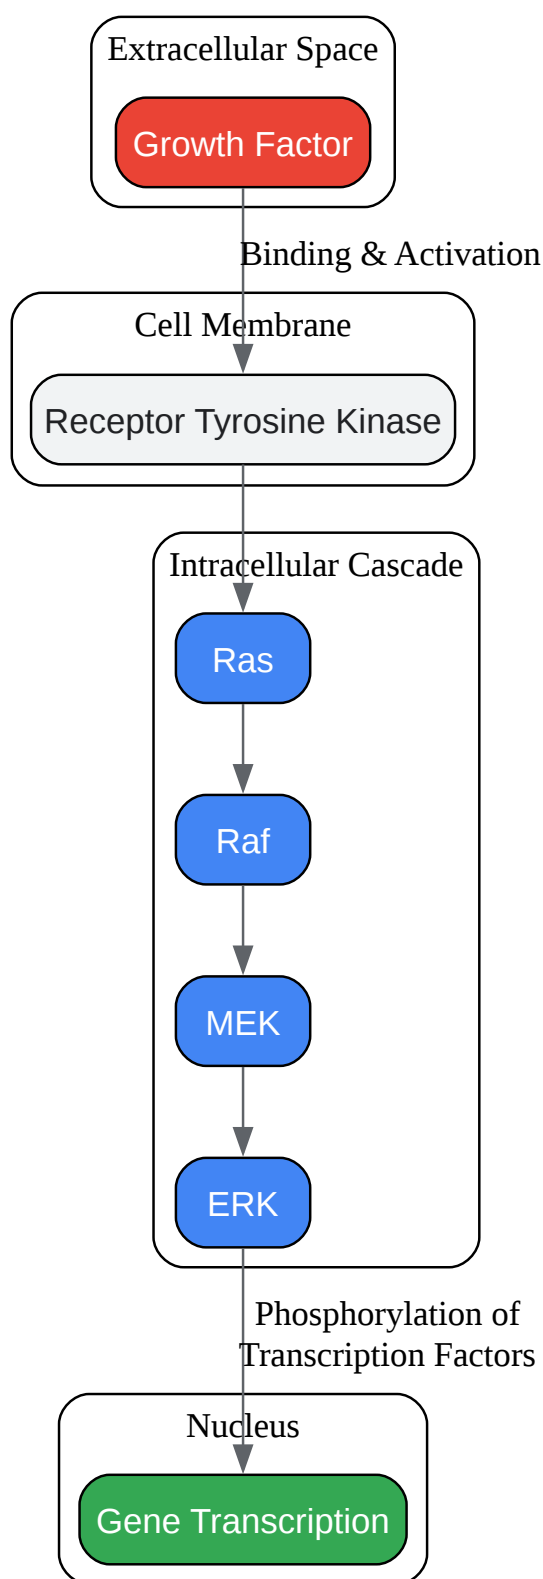 Extracellular Space
Growth Factor
Binding & Activation
Cell Membrane
Receptor Tyrosine Kinase
Intracellular Cascade
Ras
Raf
MEK
ERK
Phosphorylation of
Transcription Factors
Nucleus
Gene Transcription